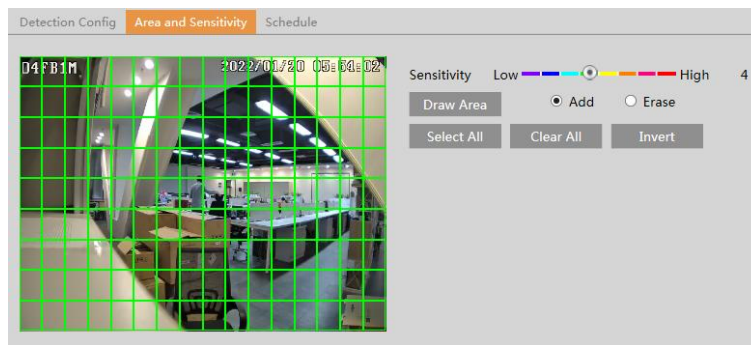 Detection Config Area and Sensitivity Schedule
D4FB1M 2022/01/20 05:54:02
Sensitivity Low High 4
Draw Area Add Erase
Select All Clear All Invert